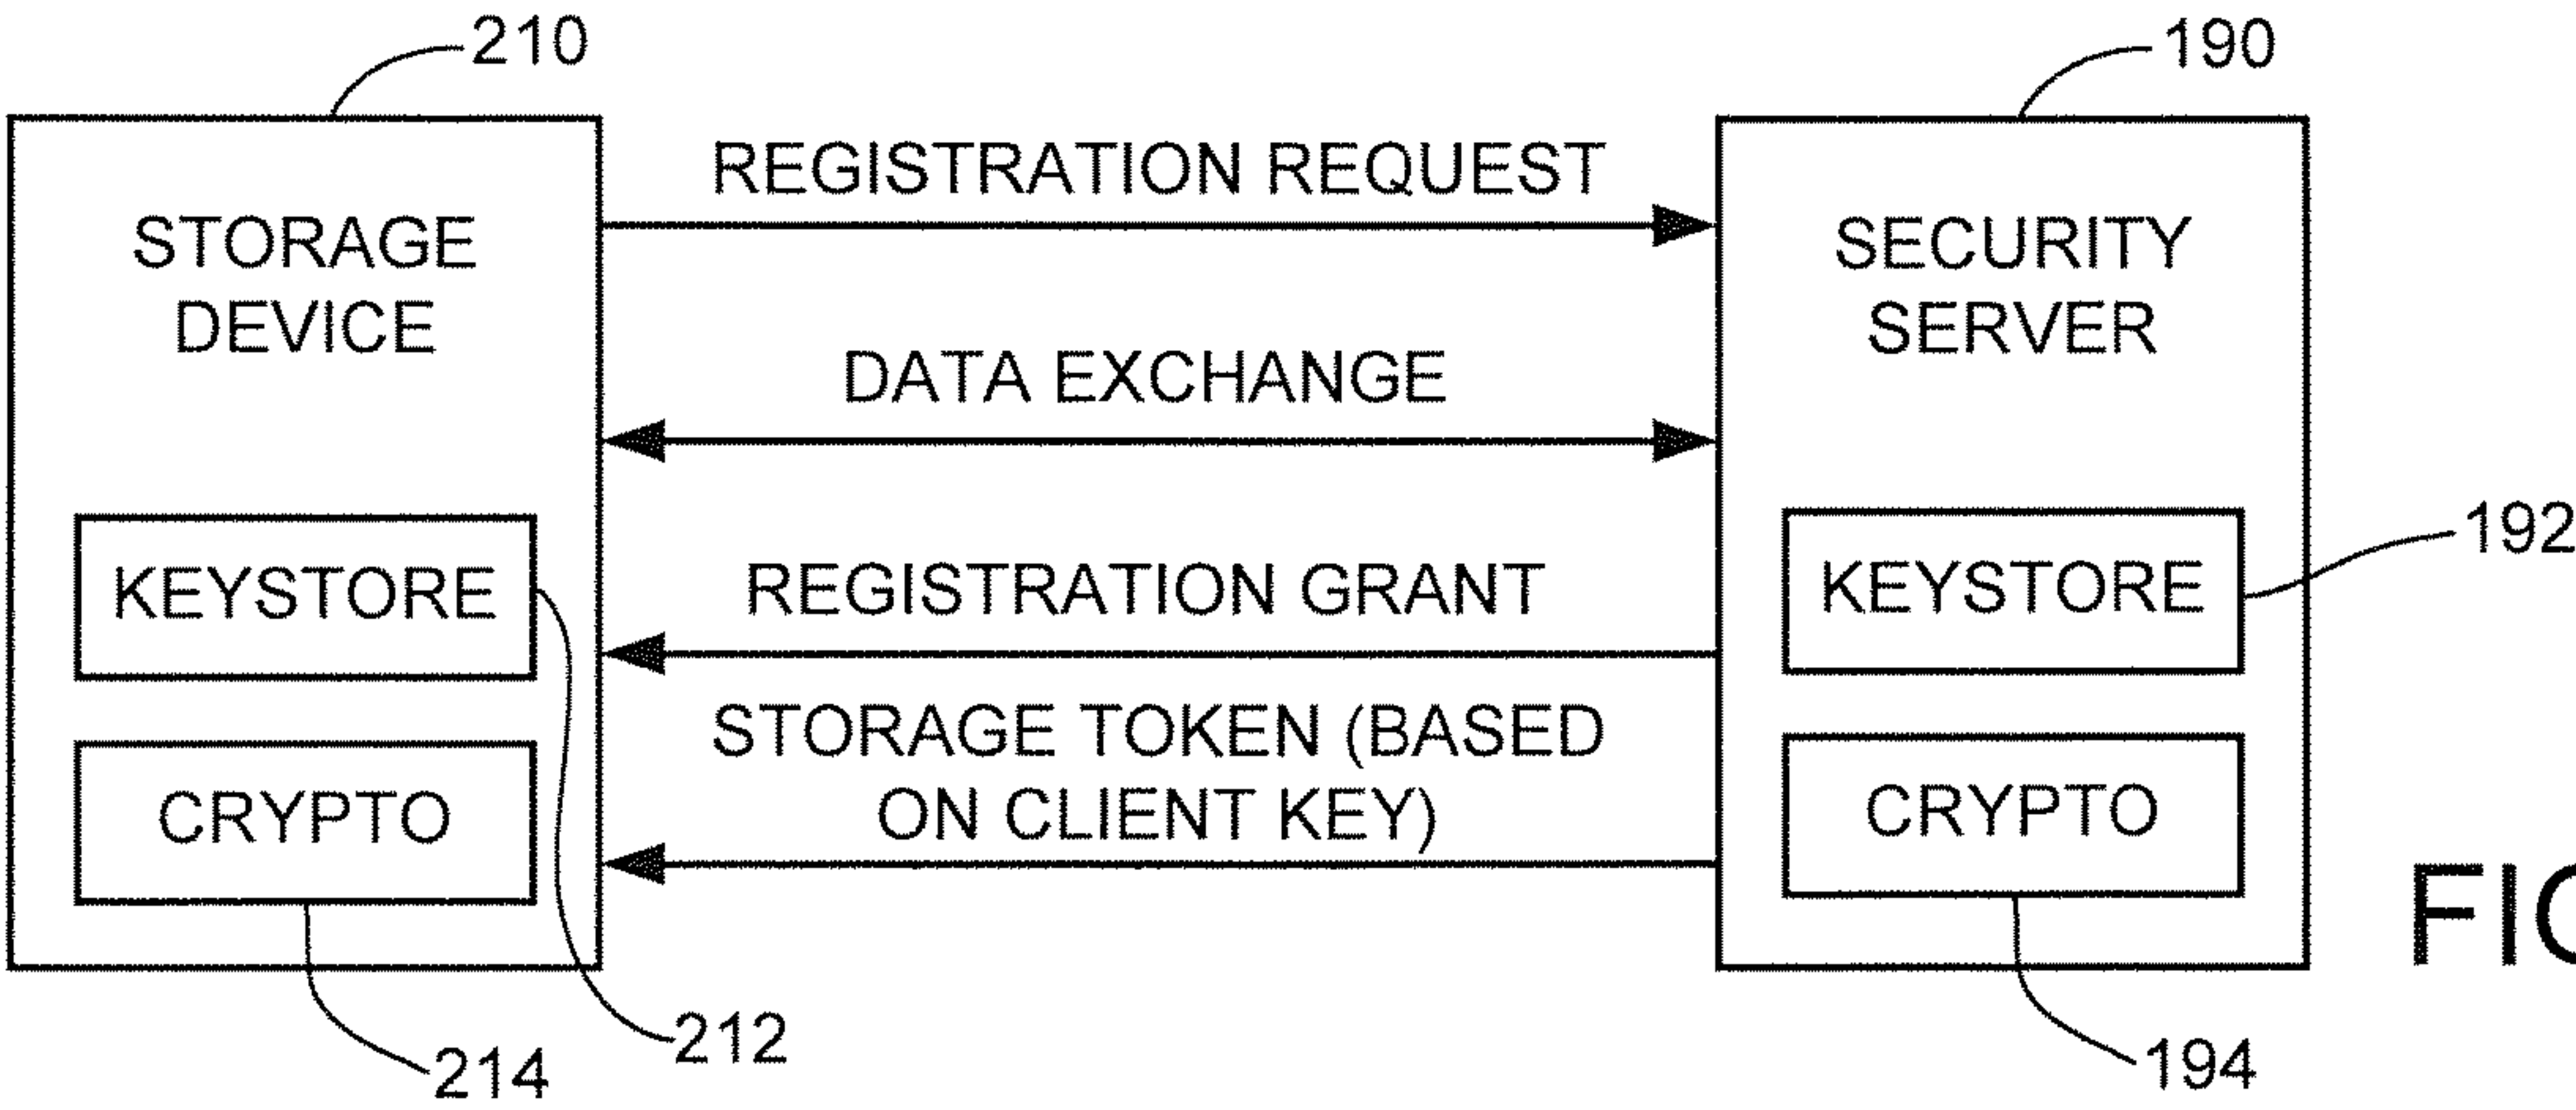 210
190
REGISTRATION REQUEST
STORAGE
DEVICE
SECURITY
SERVER
DATA EXCHANGE
192
KEYSTORE
REGISTRATION GRANT
KEYSTORE
STORAGE TOKEN (BASED
ON CLIENT KEY)
CRYPTO
CRYPTO
212
214
194